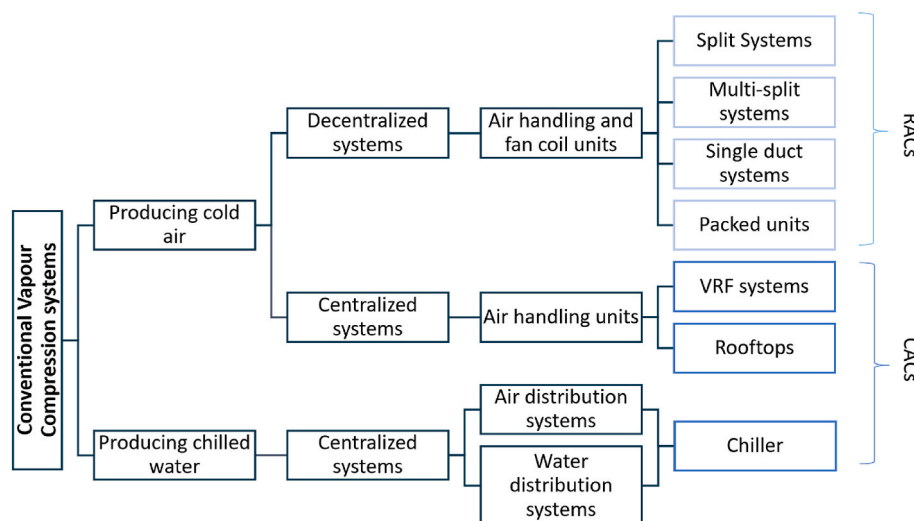 Conventional Vapour
Compression systems
Producing cold
air
Producing chilled
water
Decentralized
systems
Centralized
systems
Centralized
systems
Air handling and
fan coil units
Air handling units
Air distribution
systems
Water
distribution
systems
Split Systems
Multi-split
systems
Single duct
systems
Packed units
VRF systems
Rooftops
Chiller
RACs
CACs